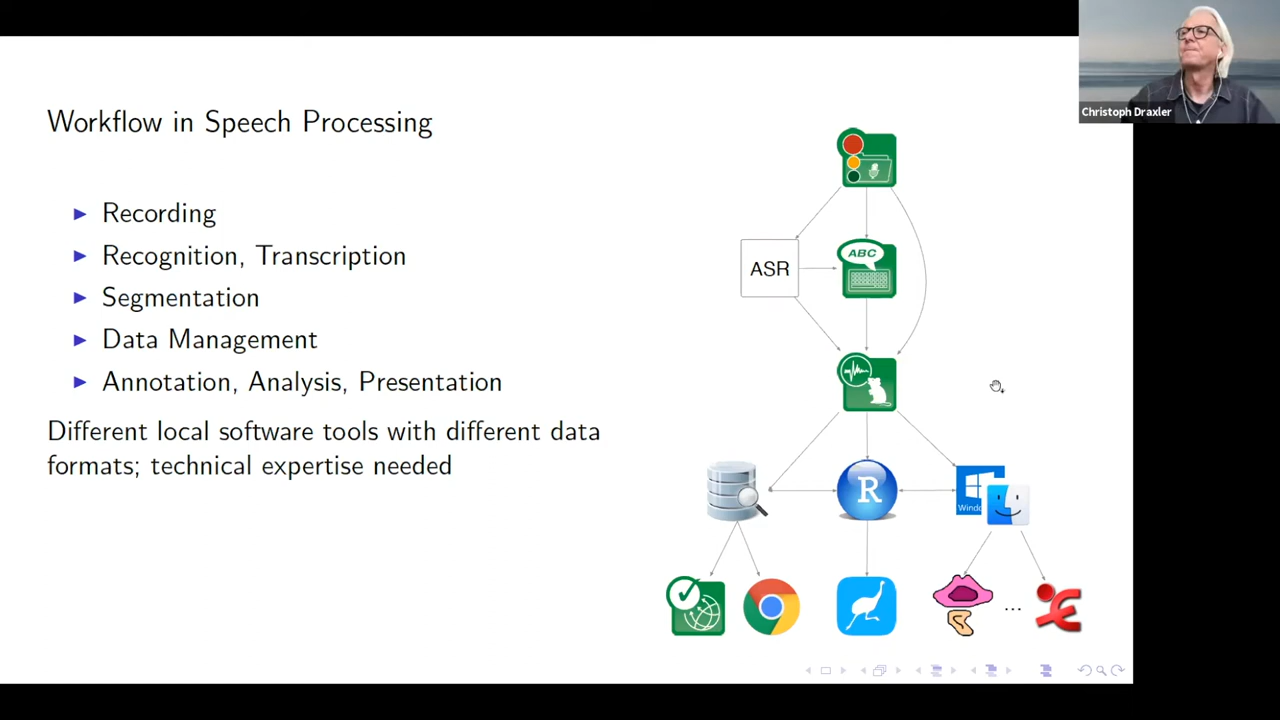 Christoph Draxler
Workflow in Speech Processing
Recording
Recognition, Transcription
Segmentation
Data Management
Annotation, Analysis, Presentation
Different local software tools with different data
formats; technical expertise needed
ABC
ASR
R
Windo
...